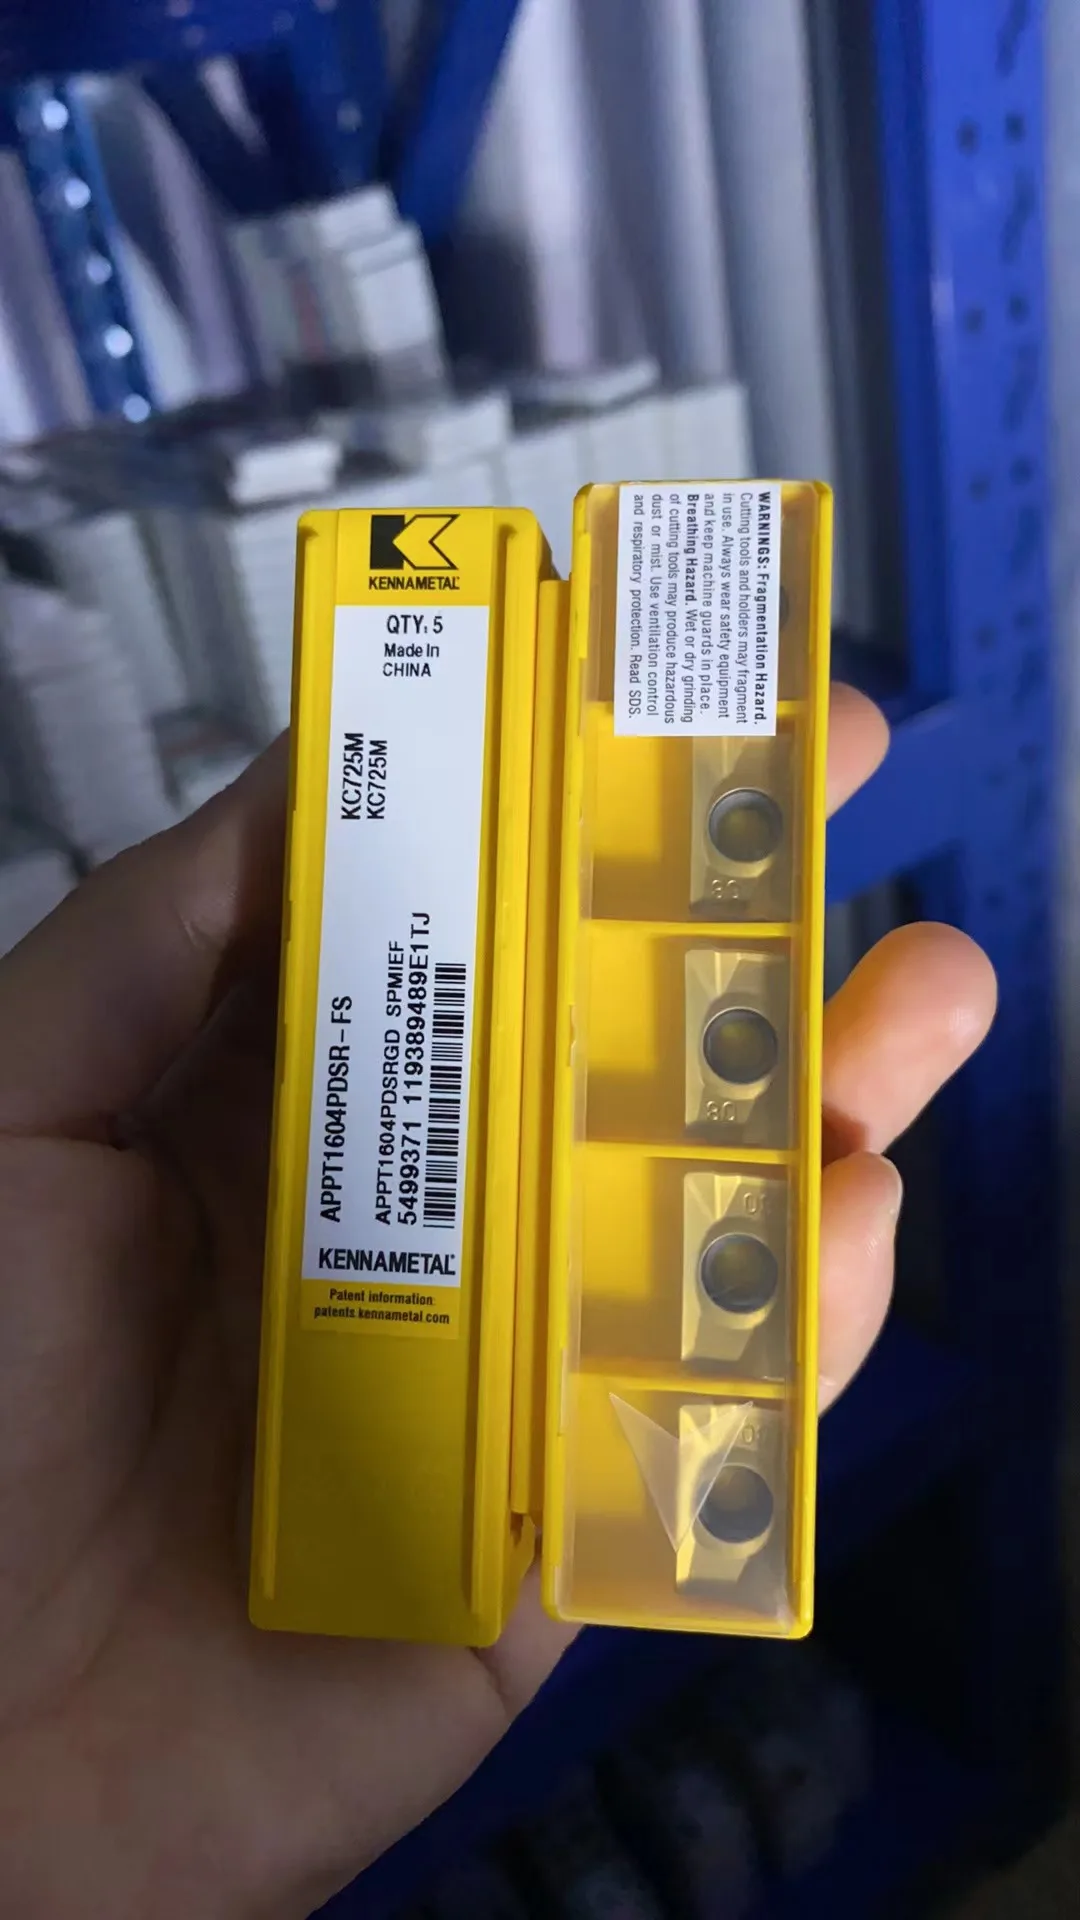 KENNAMETAL
QTY: 5
Made In
CHINA
KC725M
KC725M
APPT1604PDSR-FS
APPT1604PDSRGD SPMIEF
5499371 119389489E1TJ
KENNAMETAL
Patent information:
patents.kennametal.com
WARNINGS: Fragmentation Hazard.
Cutting tools and holders may fragment
in use. Always wear safety equipment
and keep machine guards in place.
Breathing Hazard. Wet or dry grinding
of cutting tools may produce hazardous
dust or mist. Use ventilation control
and respiratory protection. Read SDS.